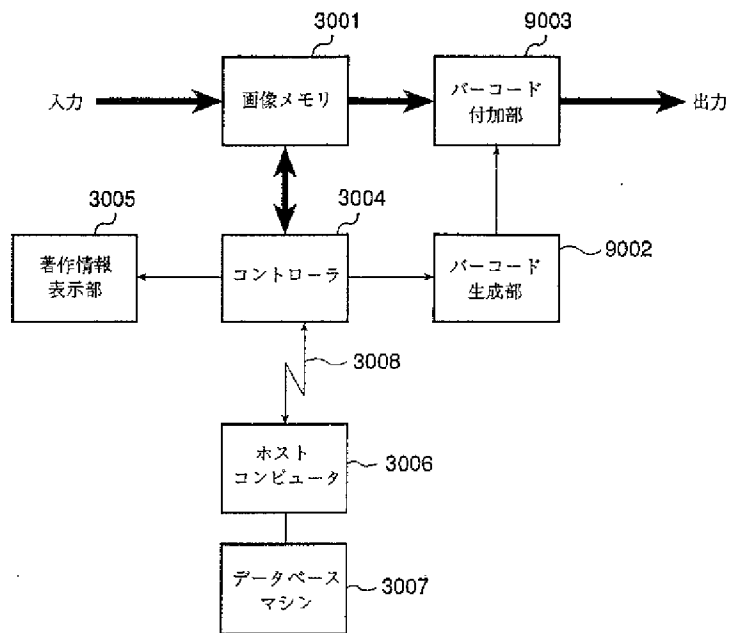 3001
9003
入力
画像メモリ
バーコード
付加部
出力
3005
3004
9002
著作情報
表示部
コントローラ
バーコード
生成部
3008
ホスト
コンピュータ
3006
データベース
マシン
3007